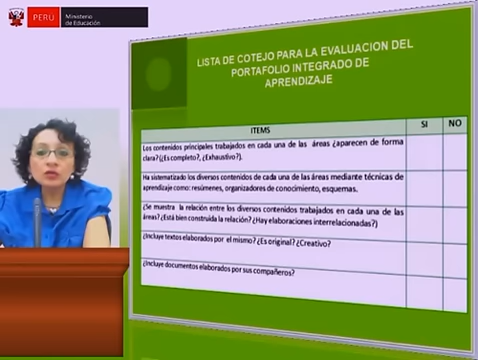 PERÚ
Ministerio
de Educación
LISTA DE COTEJO PARA LA EVALUACION DEL
PORTAFOLIO INTEGRADO DE
APRENDIZAJE
ITEMS SI NO
Los contenidos principales trabajados en cada una de las áreas ¿aparecen de forma
clara? (¿Es completo?, ¿Exhaustivo?).
Ha sistematizado los diversos contenidos de cada una de las áreas mediante técnicas de
aprendizaje como: resúmenes, organizadores de conocimiento, esquemas.
¿Se muestra la relación entre los diversos contenidos trabajados en cada una de las
áreas? ¿Está bien construida la relación? ¿Hay elaboraciones interrelacionadas?)
¿Incluye textos elaborados por el mismo? ¿Es original? ¿Creativo?
¿Incluye documentos elaborados por sus compañeros?